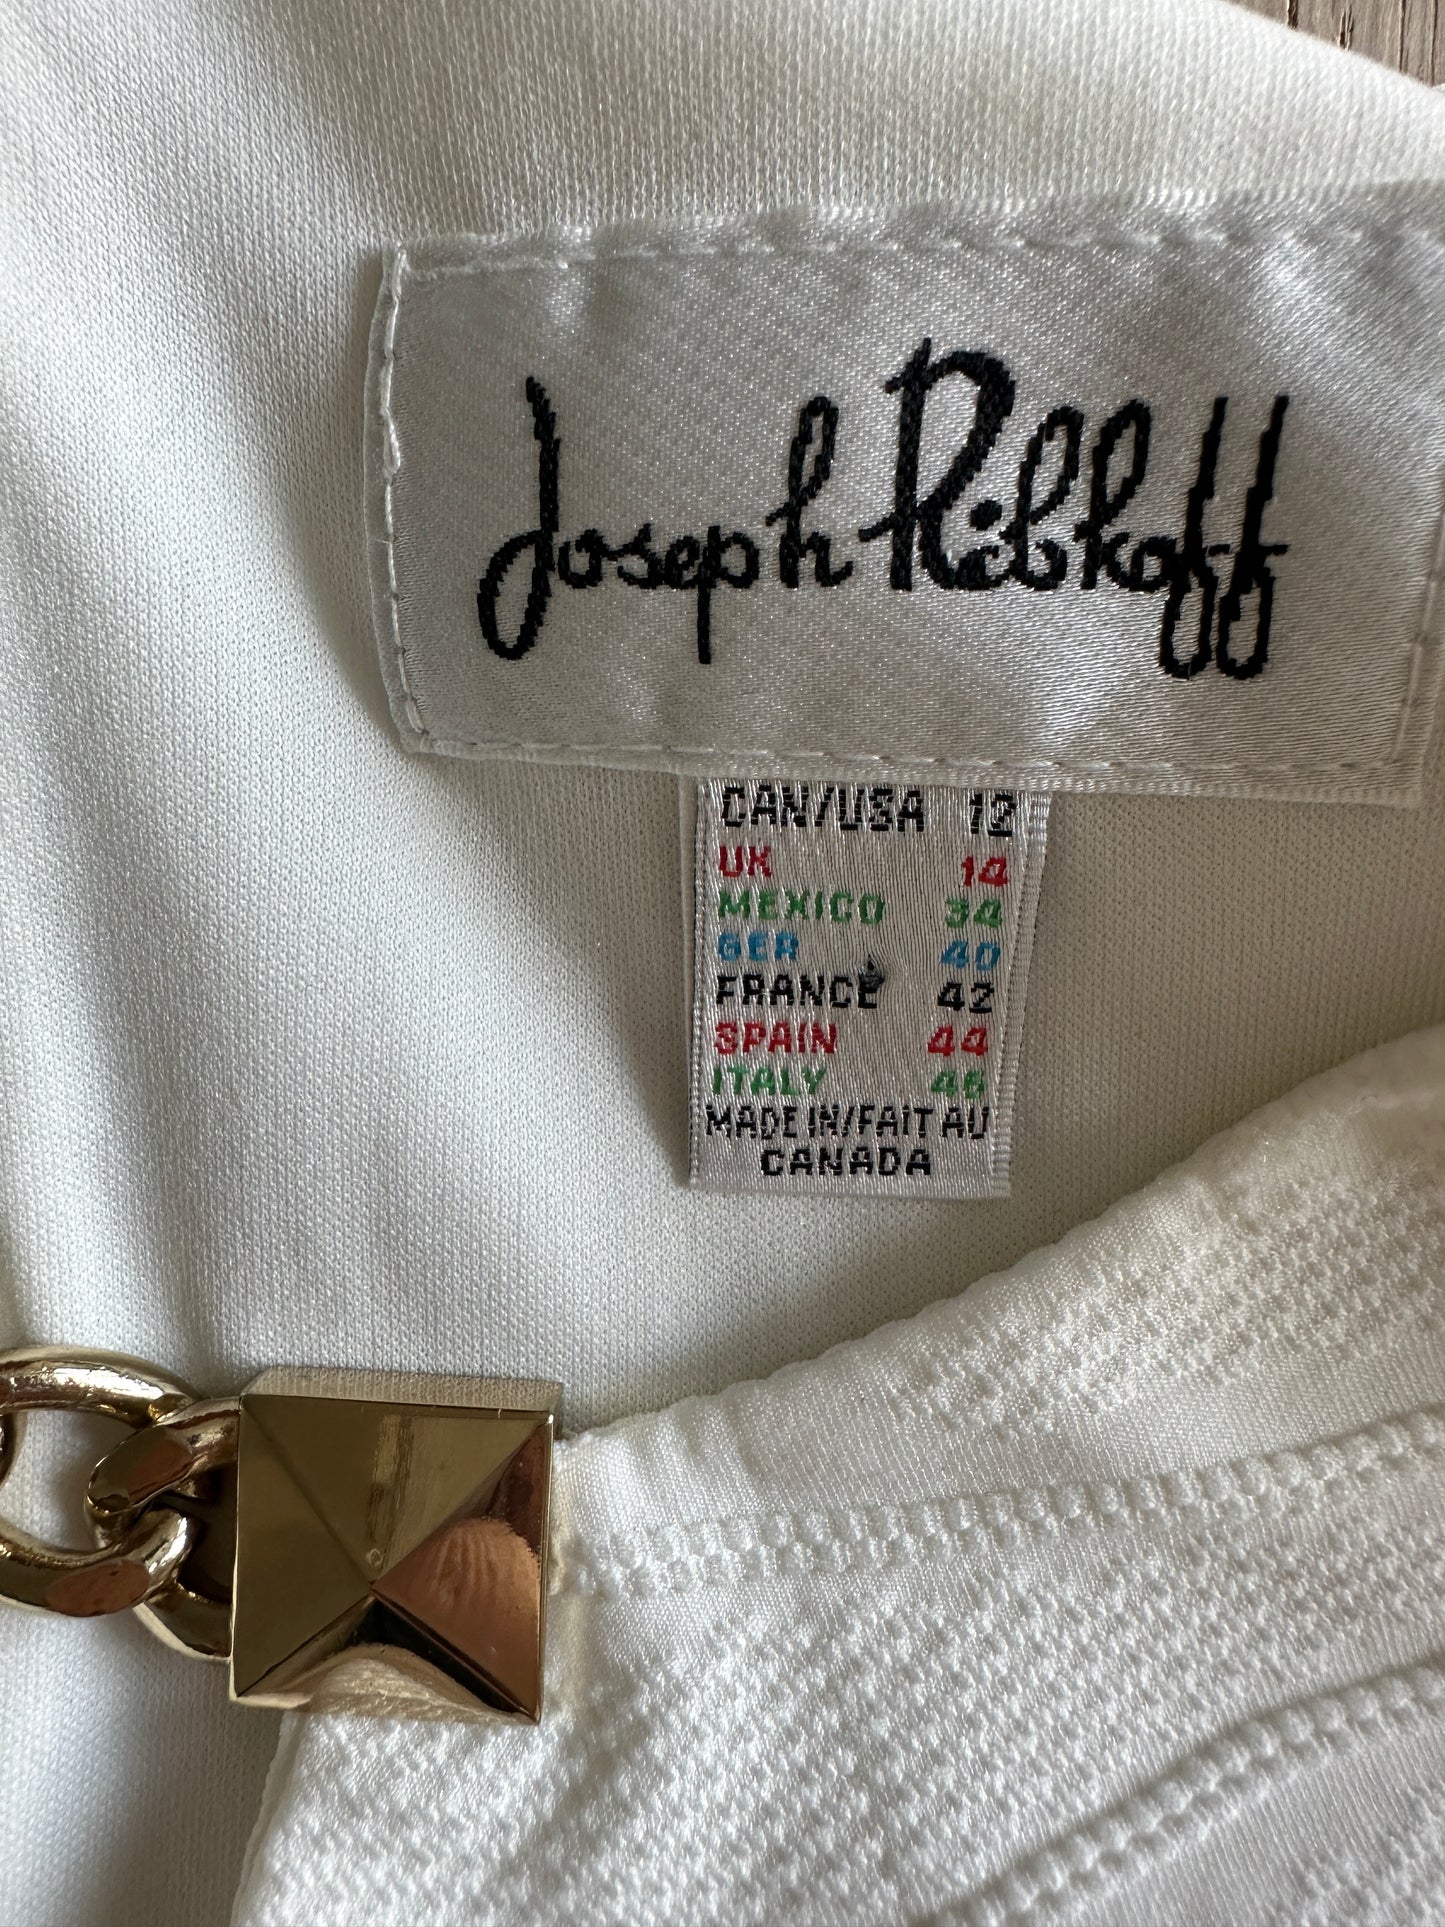 Joseph Ribkoff
CAN/USA 12
UK 14
MEXICO 34
GER 40
FRANCE 42
SPAIN 44
ITALY 46
MADE IN/FAIT AU
CANADA